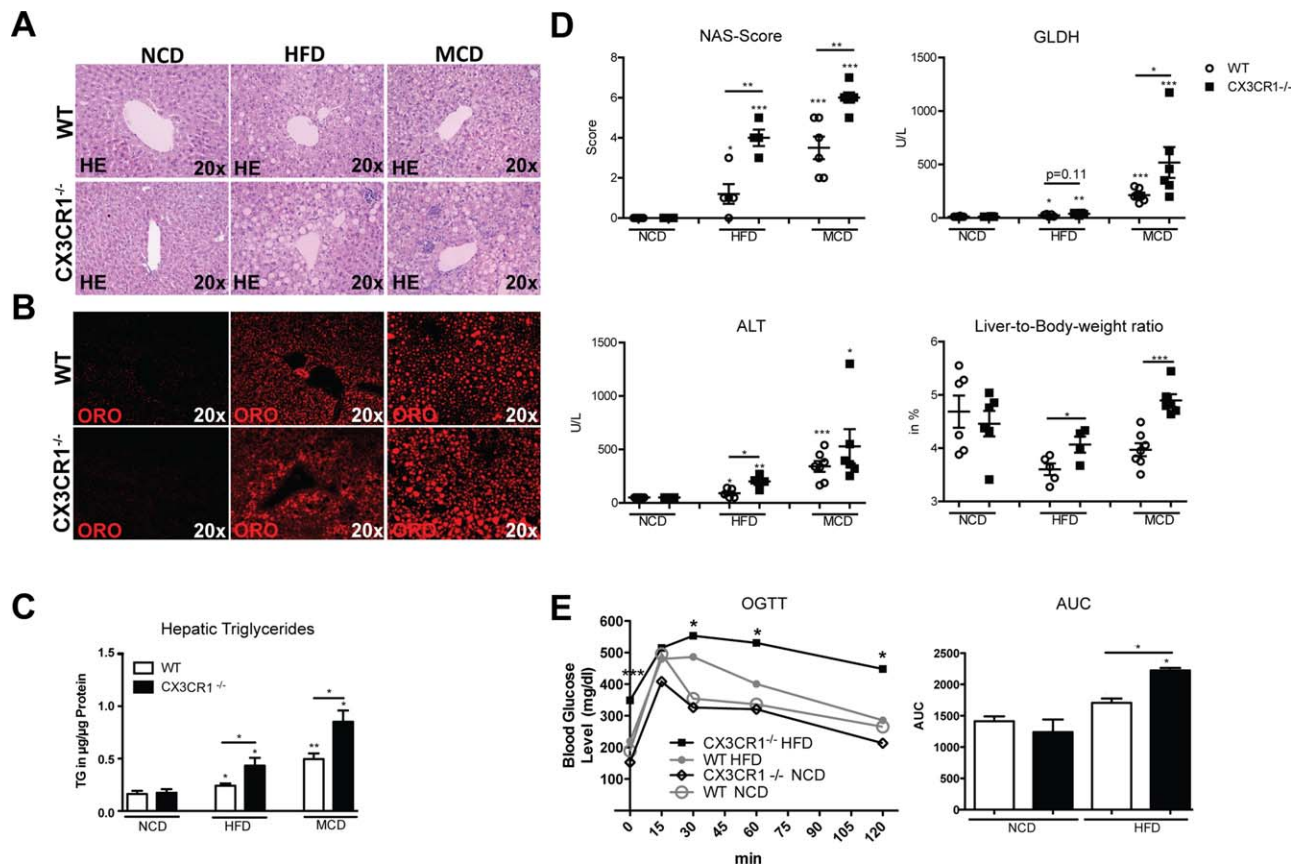 A
NCD HFD MCD
WT
HE 20x HE 20x HE 20x
CX3CR1-/-
HE 20x HE 20x HE 20x
B
WT
ORO 20x ORO 20x ORO 20x
CX3CR1-/-
ORO 20x ORO 20x ORO 20x
C
Hepatic Triglycerides
WT
CX3CR1 -/-
TG in µg/µg Protein
1.5
1.0
0.5
0.0
* * * ** * *
NCD HFD MCD
D
NAS-Score
Score
8
6
4
2
0
* ** *** *** ** ***
NCD HFD MCD
GLDH
WT
CX3CR1-/-
U/L
1500
1000
500
0
p=0.11
* ** *** * ***
NCD HFD MCD
ALT
U/L
1500
1000
500
0
* * ** *** *
NCD HFD MCD
Liver-to-Body-weight ratio
in %
6
5
4
3
* ***
NCD HFD MCD
E
OGTT
Blood Glucose
Level (mg/dl)
600
500
400
300
200
100
*** * * *
CX3CR1-/- HFD
WT HFD
CX3CR1 -/- NCD
WT NCD
0 15 30 45 60 75 90 105 120
min
AUC
AUC
2500
2000
1500
1000
500
0
* *
NCD HFD